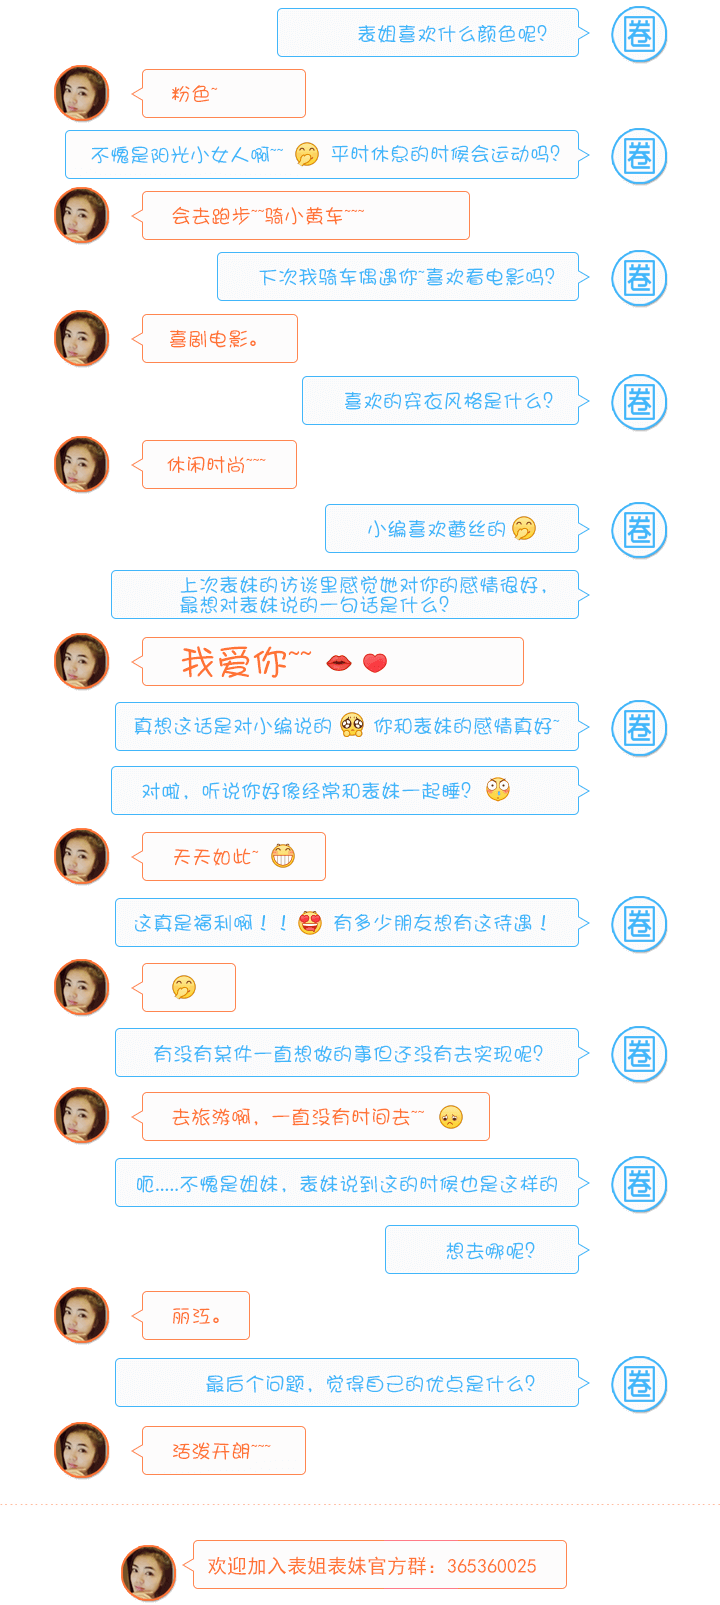 表姐喜欢什么颜色呢？
圈
粉色~
不愧是阳光小女人啊~~ 平时休息的时候会运动吗？
圈
会去跑步~~骑小黄车~~~
下次我骑车偶遇你~喜欢看电影吗？
圈
喜剧电影。
喜欢的穿衣风格是什么？
圈
休闲时尚~~~
小编喜欢蕾丝的
圈
上次表妹的访谈里感觉她对你的感情很好，
最想对表妹说的一句话是什么？
我爱你~~
真想这话是对小编说的 你和表妹的感情真好~
圈
对啦，听说你好像经常和表妹一起睡？
天天如此~
这真是福利啊！！ 有多少朋友想有这待遇！
圈
有没有某件一直想做的事但还没有去实现呢？
圈
去旅游啊，一直没有时间去~~
呃.....不愧是姐妹，表妹说到这的时候也是这样的
圈
想去哪呢？
丽江。
最后个问题，觉得自己的优点是什么？
圈
活泼开朗~~~
欢迎加入表姐表妹官方群：365360025